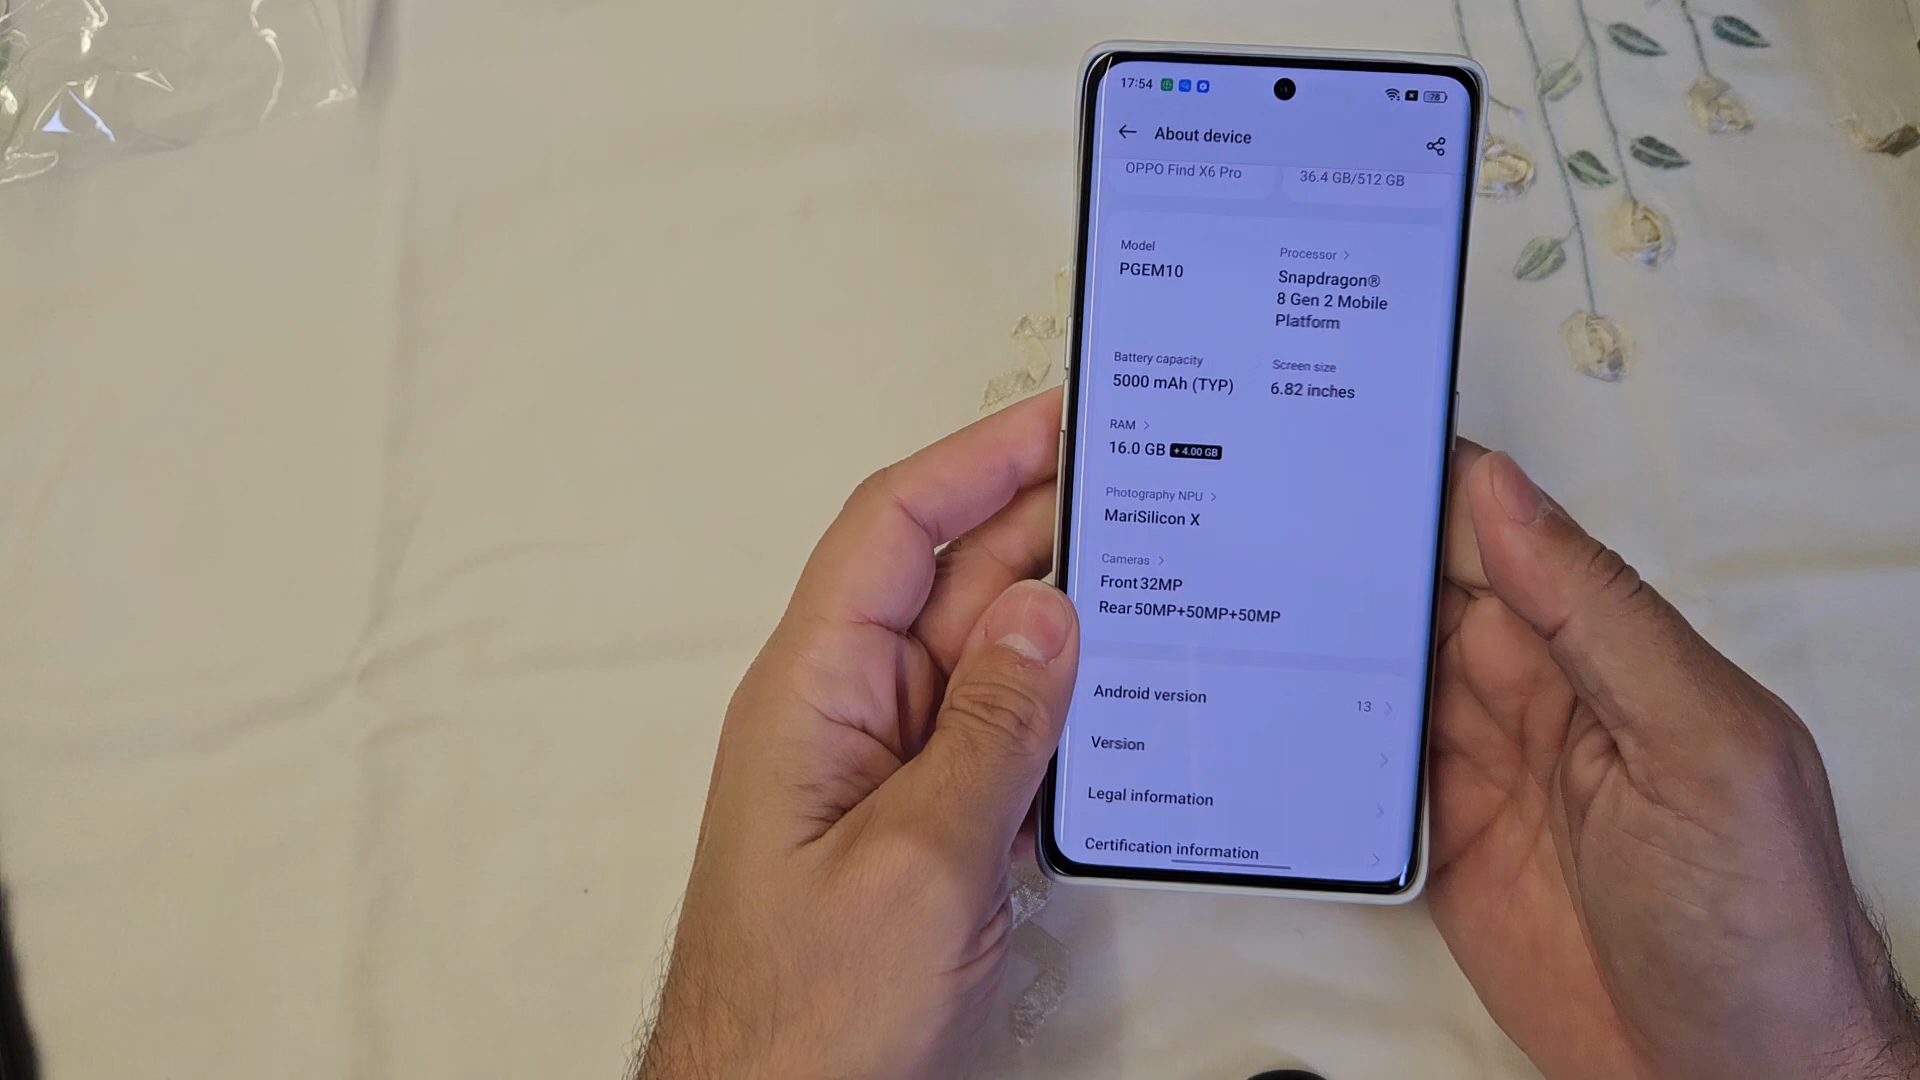 17:54
78
About device
OPPO Find X6 Pro
36.4 GB/512 GB
Model
PGEM10
Processor
Snapdragon®
8 Gen 2 Mobile
Platform
Battery capacity
5000 mAh (TYP)
Screen size
6.82 inches
RAM
16.0 GB + 4.00 GB
Photography NPU
MariSilicon X
Cameras
Front 32MP
Rear 50MP+50MP+50MP
Android version
13
Version
Legal information
Certification information